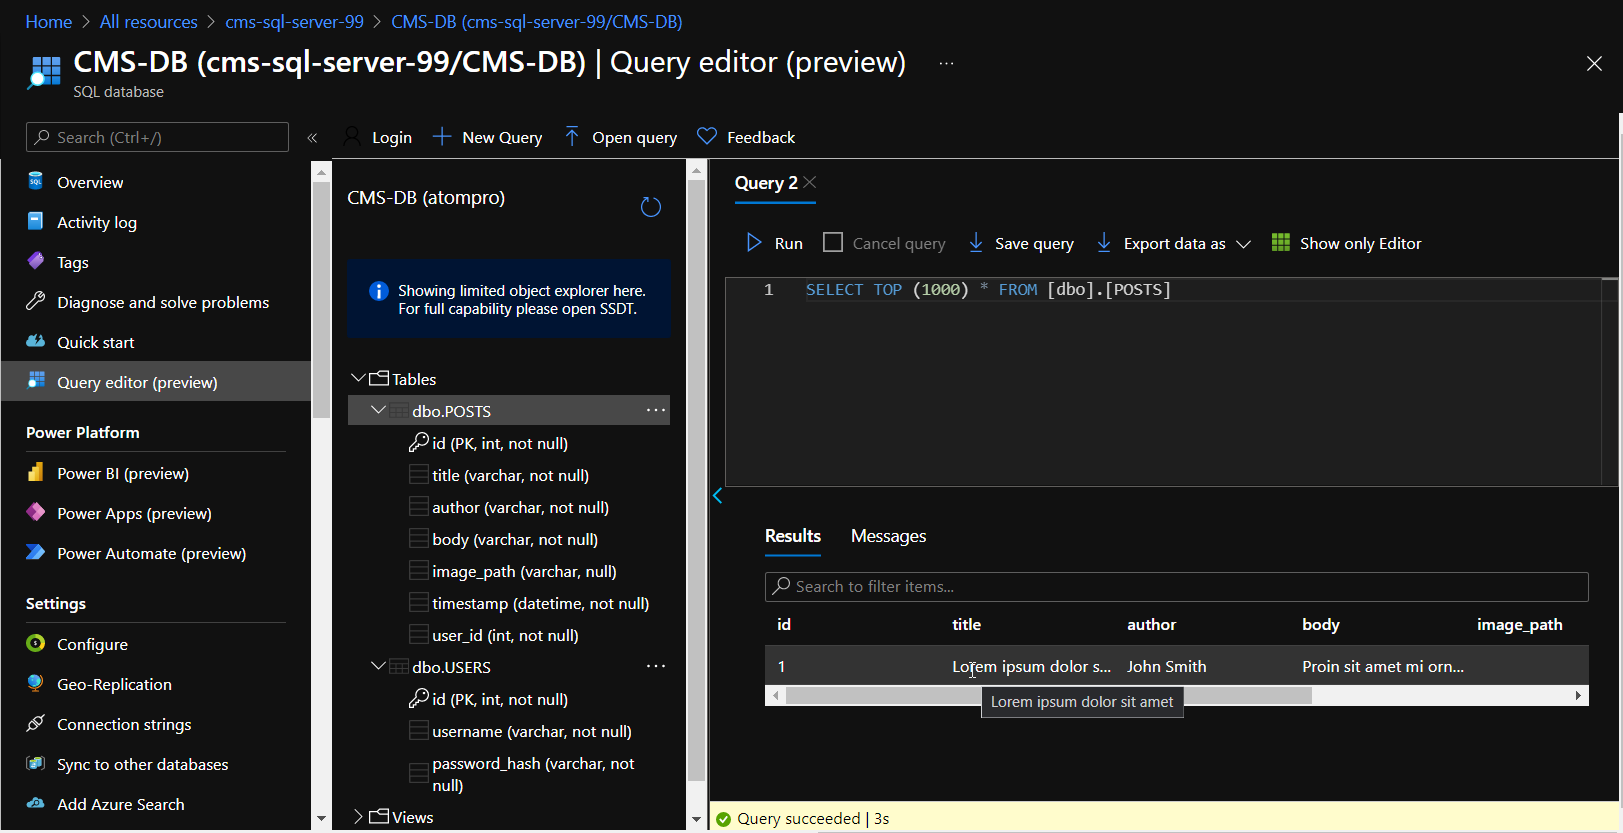 Home > All resources > cms-sql-server-99 > CMS-DB (cms-sql-server-99/CMS-DB)
CMS-DB (cms-sql-server-99/CMS-DB) | Query editor (preview) ...
SQL database
Search (Ctrl+/)
«
Login
New Query
Open query
Feedback
Overview
Activity log
Tags
Diagnose and solve problems
Quick start
Query editor (preview)
Power Platform
Power BI (preview)
Power Apps (preview)
Power Automate (preview)
Settings
Configure
Geo-Replication
Connection strings
Sync to other databases
Add Azure Search
CMS-DB (atompro)
Showing limited object explorer here.
For full capability please open SSDT.
Tables
dbo.POSTS ...
id (PK, int, not null)
title (varchar, not null)
author (varchar, not null)
body (varchar, not null)
image_path (varchar, null)
timestamp (datetime, not null)
user_id (int, not null)
dbo.USERS ...
id (PK, int, not null)
username (varchar, not null)
password_hash (varchar, not
null)
Views
Query 2
Run
Cancel query
Save query
Export data as
Show only Editor
1 SELECT TOP (1000) * FROM [dbo].[POSTS]
Results Messages
Search to filter items...
id title author body image_path
1 Lorem ipsum dolor s... John Smith Proin sit amet mi orn...
Lorem ipsum dolor sit amet
Query succeeded | 3s